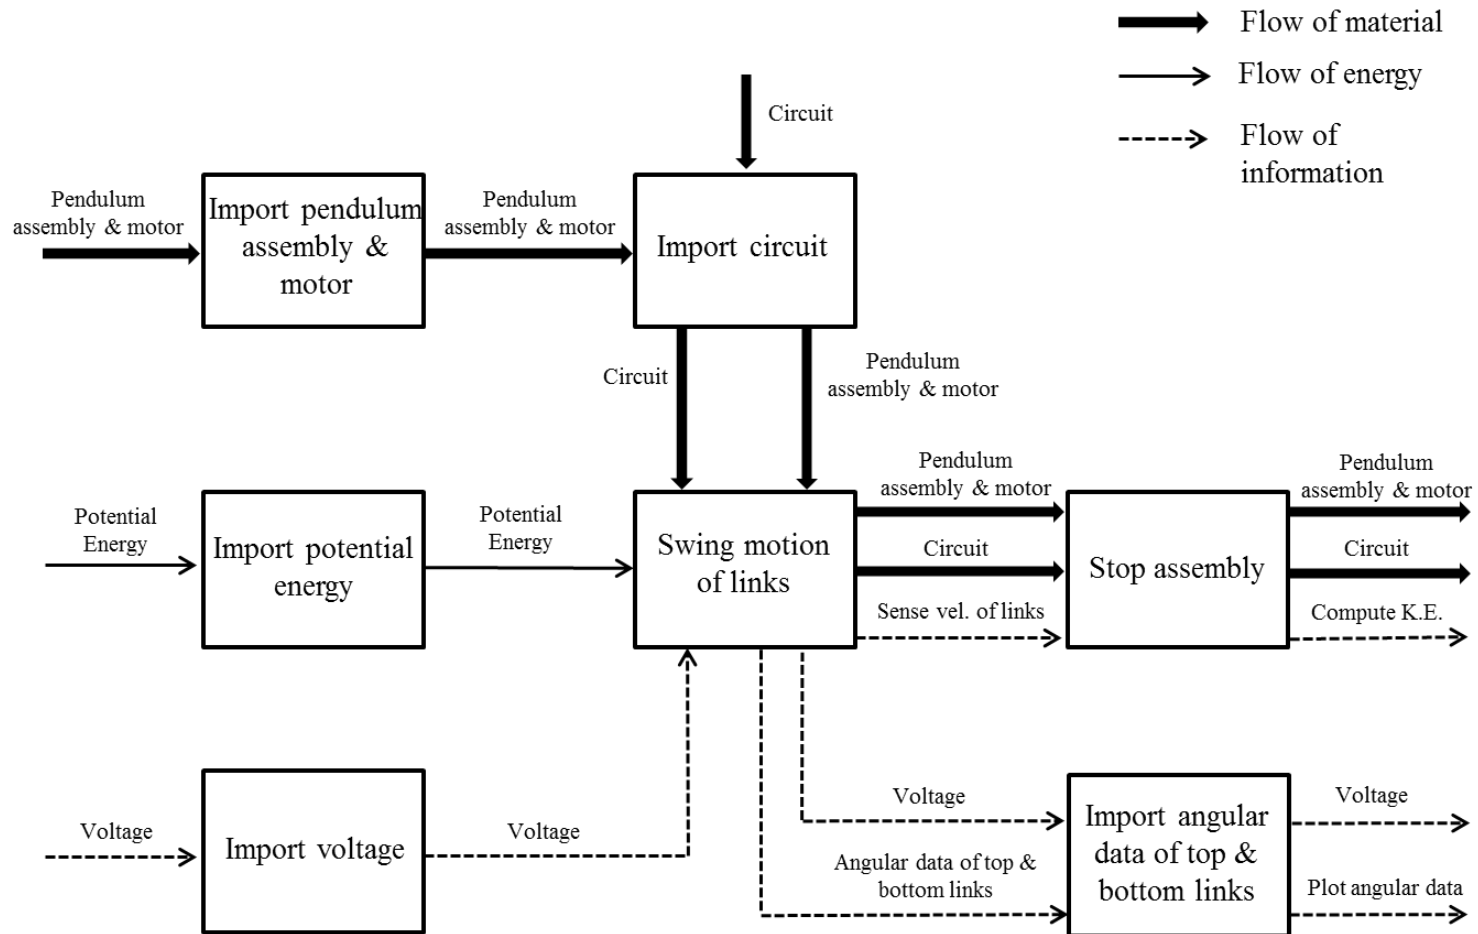 Flow of material
Flow of energy
Flow of
information
Circuit
Pendulum
assembly & motor
Import pendulum
assembly &
motor
Pendulum
assembly & motor
Import circuit
Circuit
Pendulum
assembly & motor
Potential
Energy
Import potential
energy
Potential
Energy
Swing motion
of links
Pendulum
assembly & motor
Circuit
Sense vel. of links
Stop assembly
Pendulum
assembly & motor
Circuit
Compute K.E.
Voltage
Import voltage
Voltage
Voltage
Angular data of top &
bottom links
Import angular
data of top &
bottom links
Voltage
Plot angular data